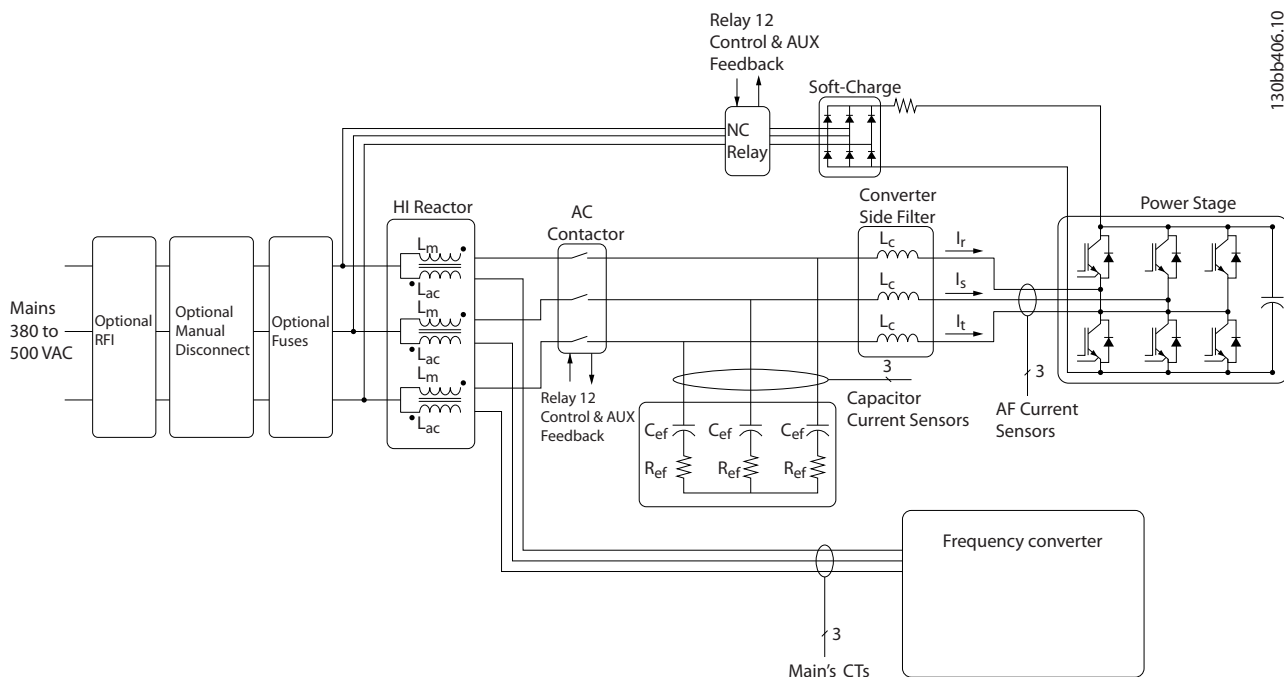 130bb406.10
Relay 12
Control & AUX
Feedback
Soft-Charge
NC
Relay
HI Reactor
AC
Contactor
Converter
Side Filter
Power Stage
Lm
Lac
Lm
Lac
Lm
Lac
Lc
Lc
Lc
Ir
Is
It
Mains
380 to
500 VAC
Optional
RFI
Optional
Manual
Disconnect
Optional
Fuses
Relay 12
Control & AUX
Feedback
3
Capacitor
Current Sensors
3
AF Current
Sensors
Cef
Cef
Cef
Ref
Ref
Ref
Frequency converter
3
Main's CTs